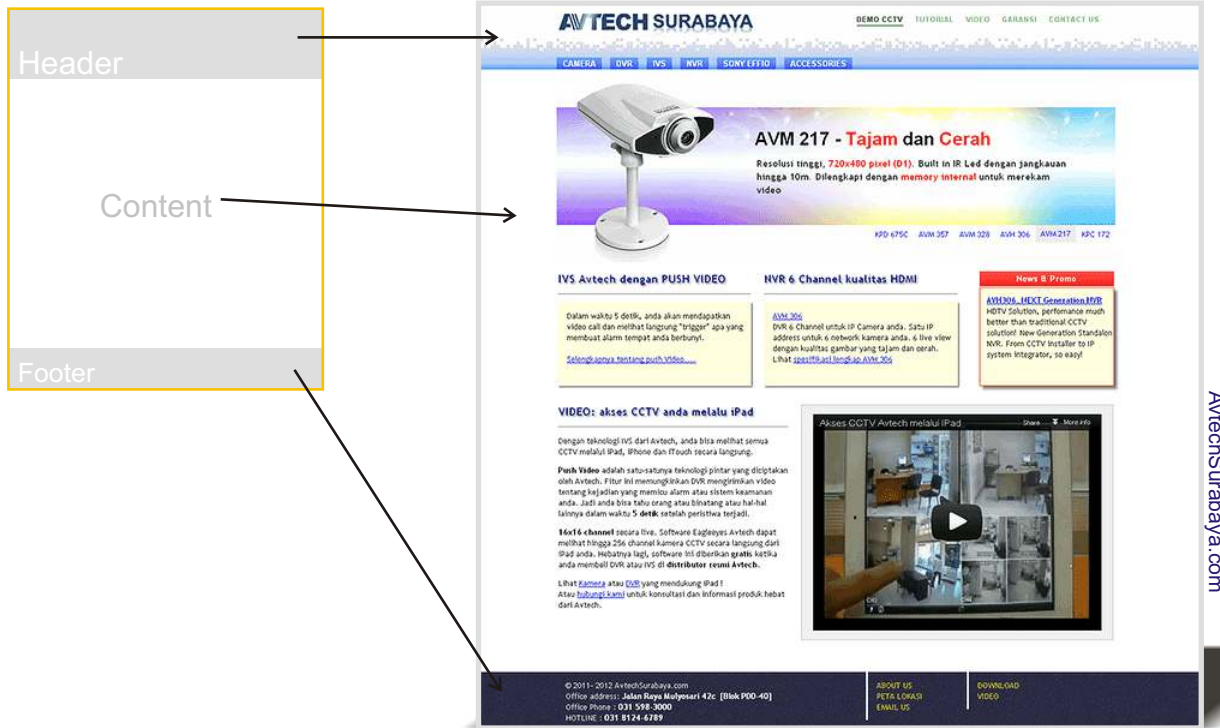 Header
Content
Footer
AVTECH SURABAYA
DEMO CCTV TUTORIAL VIDEO GARANSI CONTACT US
CAMERA DVR IVS NVR SONY EFFIO ACCESSORIES
AVM 217 - Tajam dan Cerah
Resolusi tinggi, 720x480 pixel (D1). Built in IR Led dengan jangkauan
hingga 10m. Dilengkapi dengan memory internal untuk merekam
video
KPD 675C AVM 357 AVM 328 AVH 306 AVM 217 KPC 172
IVS Avtech dengan PUSH VIDEO
Dalam waktu 5 detik, anda akan mendapatkan
video call dan melihat langsung "trigger" apa yang
membuat alarm tempat anda berbunyi.
Selengkapnya tentang push Video.....
NVR 6 Channel kualitas HDMI
AVH 306
DVR 6 Channel untuk IP Camera anda. Satu IP
address untuk 6 network kamera anda. 6 live view
dengan kualitas gambar yang tajam dan cerah.
Lihat spesifikasi lengkap AVH 306
News & Promo
AVH306, NEXT Generation NVR
HDTV Solution, perfomance much
better than traditional CCTV
solution! New Generation Standalon
NVR. From CCTV Installer to IP
system integrator, so easy!
VIDEO: akses CCTV anda melalu iPad
Dengan teknologi IVS dari Avtech, anda bisa melihat semua
CCTV melalui iPad, iPhone dan iTouch secara langsung.
Push Video adalah satu-satunya teknologi pintar yang diciptakan
oleh Avtech. Fitur ini memungkinkan DVR mengirimkan video
tentang kejadian yang memicu alarm atau sistem keamanan
anda. Jadi anda bisa tahu orang atau binatang atau hal-hal
lainnya dalam waktu 5 detik setelah peristiwa terjadi.
16x16 channel secara live. Software Eagleeyes Avtech dapat
melihat hingga 256 channel kamera CCTV secara langsung dari
iPad anda. Hebatnya lagi, software ini diberikan gratis ketika
anda membeli DVR atau IVS di distributor resmi Avtech.
Lihat Kamera atau DVR yang mendukung iPad !
Atau hubungi kami untuk konsultasi dan informasi produk hebat
dari Avtech.
Akses CCTV Avtech melalui iPad
Share More info
© 2011- 2012 AvtechSurabaya.com
Office address: Jalan Raya Mulyosari 42c [Blok PDD-40]
Office Phone : 031 598-3000
HOTLINE : 031 8124-6789
ABOUT US
PETA LOKASI
EMAIL US
DOWNLOAD
VIDEO
AvtechSurabaya.com